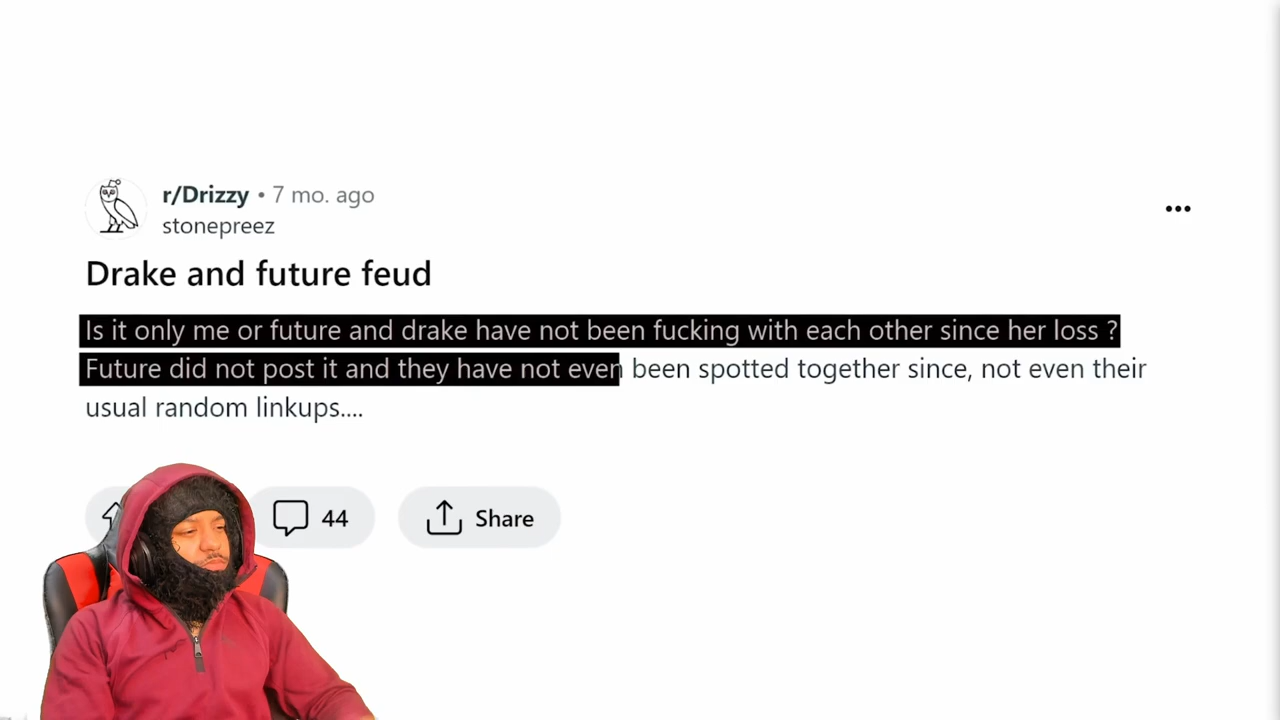 r/Drizzy • 7 mo. ago
stonepreez
Drake and future feud
Is it only me or future and drake have not been fucking with each other since her loss ?
Future did not post it and they have not even been spotted together since, not even their
usual random linkups....
44
Share